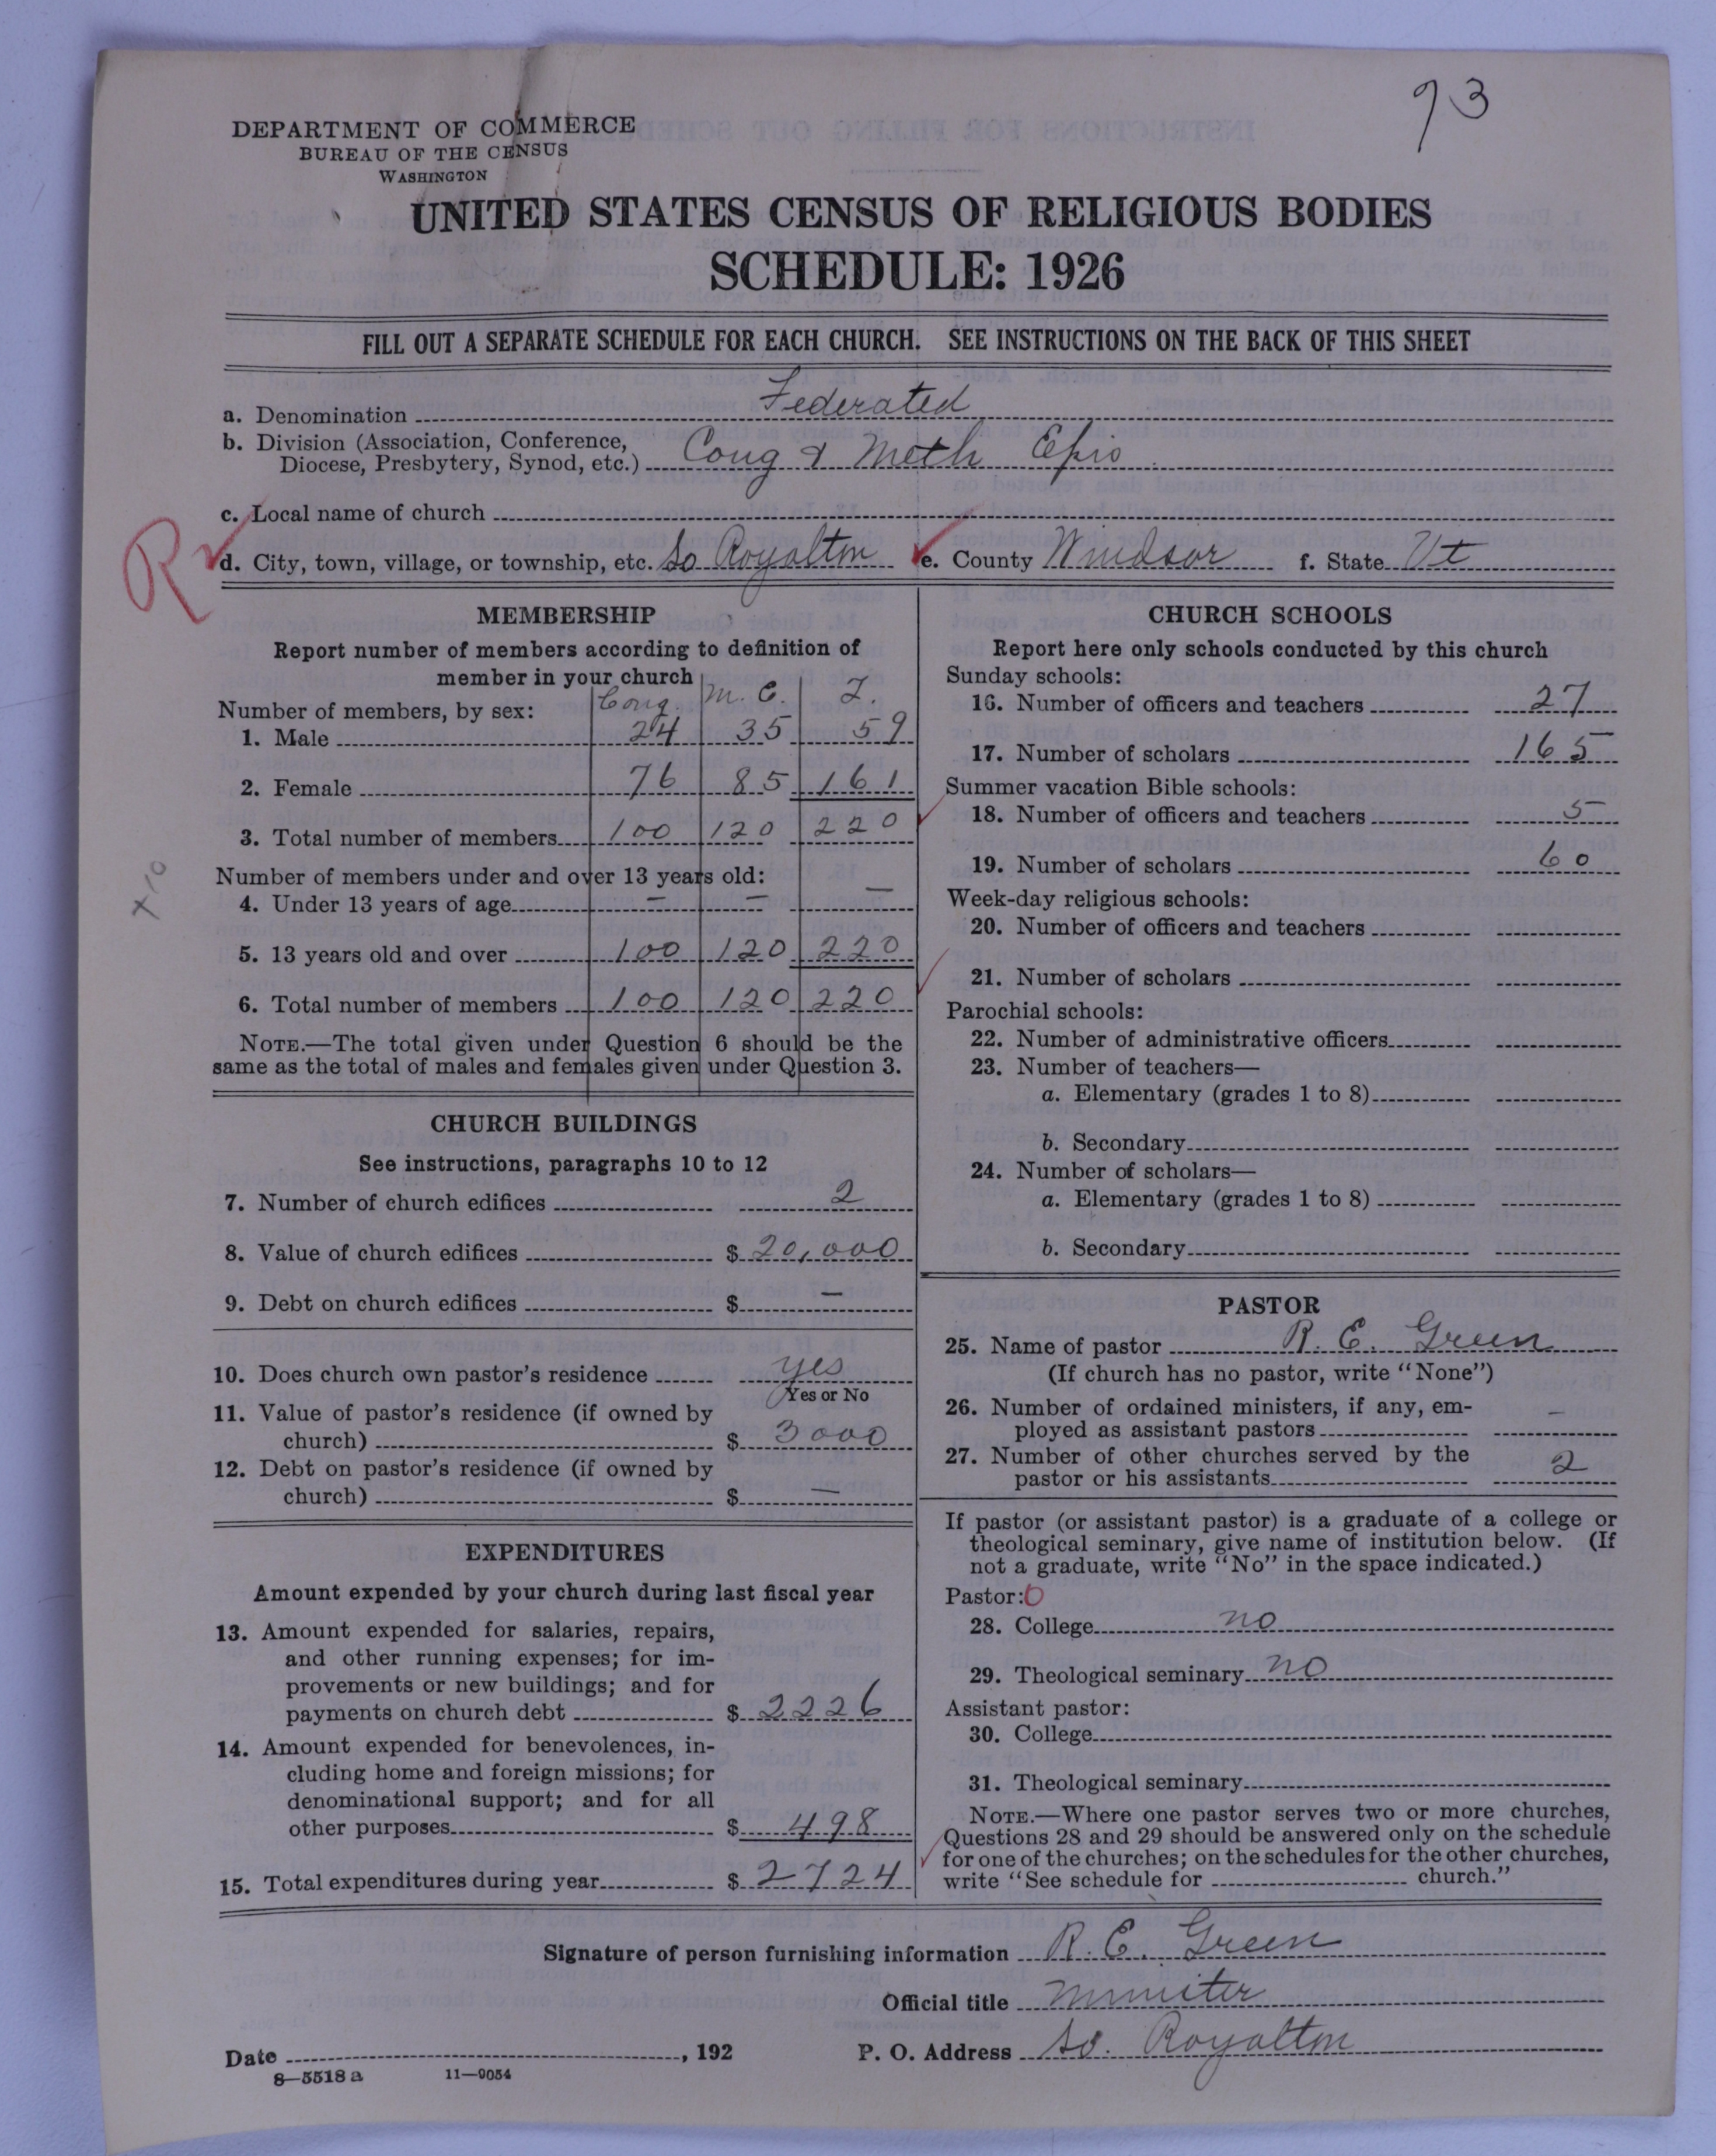 93
DEPARTMENT OF COMMERCE
BUREAU OF THE CENSUS
WASHINGTON
UNITED STATES CENSUS OF RELIGIOUS BODIES
SCHEDULE: 1926
FILL OUT A SEPARATE SCHEDULE FOR EACH CHURCH. SEE INSTRUCTIONS ON THE BACK OF THIS SHEET
a. Denomination Federated
b. Division (Association, Conference,
Diocese, Presbytery, Synod, etc.) Cong & Meth Epis
c. Local name of church
R
d. City, town, village, or township, etc. So Royalton e. County Windsor f. State Vt
MEMBERSHIP
Report number of members according to definition of
member in your church
Cong M. E. F.
Number of members, by sex:
1. Male 24 35 59
2. Female 76 85 161
3. Total number of members 100 120 220
Number of members under and over 13 years old:
4. Under 13 years of age — — —
5. 13 years old and over 100 120 220
6. Total number of members 100 120 220
NOTE.—The total given under Question 6 should be the
same as the total of males and females given under Question 3.
CHURCH BUILDINGS
See instructions, paragraphs 10 to 12
7. Number of church edifices 2
8. Value of church edifices $ 20,000
9. Debt on church edifices $ —
10. Does church own pastor's residence yes
Yes or No
11. Value of pastor's residence (if owned by
church) $ 3000
12. Debt on pastor's residence (if owned by
church) $ —
EXPENDITURES
Amount expended by your church during last fiscal year
13. Amount expended for salaries, repairs,
and other running expenses; for im-
provements or new buildings; and for
payments on church debt $ 2226
14. Amount expended for benevolences, in-
cluding home and foreign missions; for
denominational support; and for all
other purposes $ 498
15. Total expenditures during year $ 2724
CHURCH SCHOOLS
Report here only schools conducted by this church
Sunday schools:
16. Number of officers and teachers 27
17. Number of scholars 165
Summer vacation Bible schools:
18. Number of officers and teachers 5
19. Number of scholars 60
Week-day religious schools:
20. Number of officers and teachers
21. Number of scholars
Parochial schools:
22. Number of administrative officers
23. Number of teachers—
a. Elementary (grades 1 to 8)
b. Secondary
24. Number of scholars—
a. Elementary (grades 1 to 8)
b. Secondary
PASTOR
25. Name of pastor R. E. Green
(If church has no pastor, write "None")
26. Number of ordained ministers, if any, em-
ployed as assistant pastors —
27. Number of other churches served by the
pastor or his assistants 2
If pastor (or assistant pastor) is a graduate of a college or
theological seminary, give name of institution below. (If
not a graduate, write "No" in the space indicated.)
Pastor: 0
28. College no
29. Theological seminary no
Assistant pastor:
30. College
31. Theological seminary
NOTE.—Where one pastor serves two or more churches,
Questions 28 and 29 should be answered only on the schedule
for one of the churches; on the schedules for the other churches,
write "See schedule for church."
Signature of person furnishing information R. E. Green
Official title Minister
Date , 192 P. O. Address So. Royalton
8—5518 a 11—9054